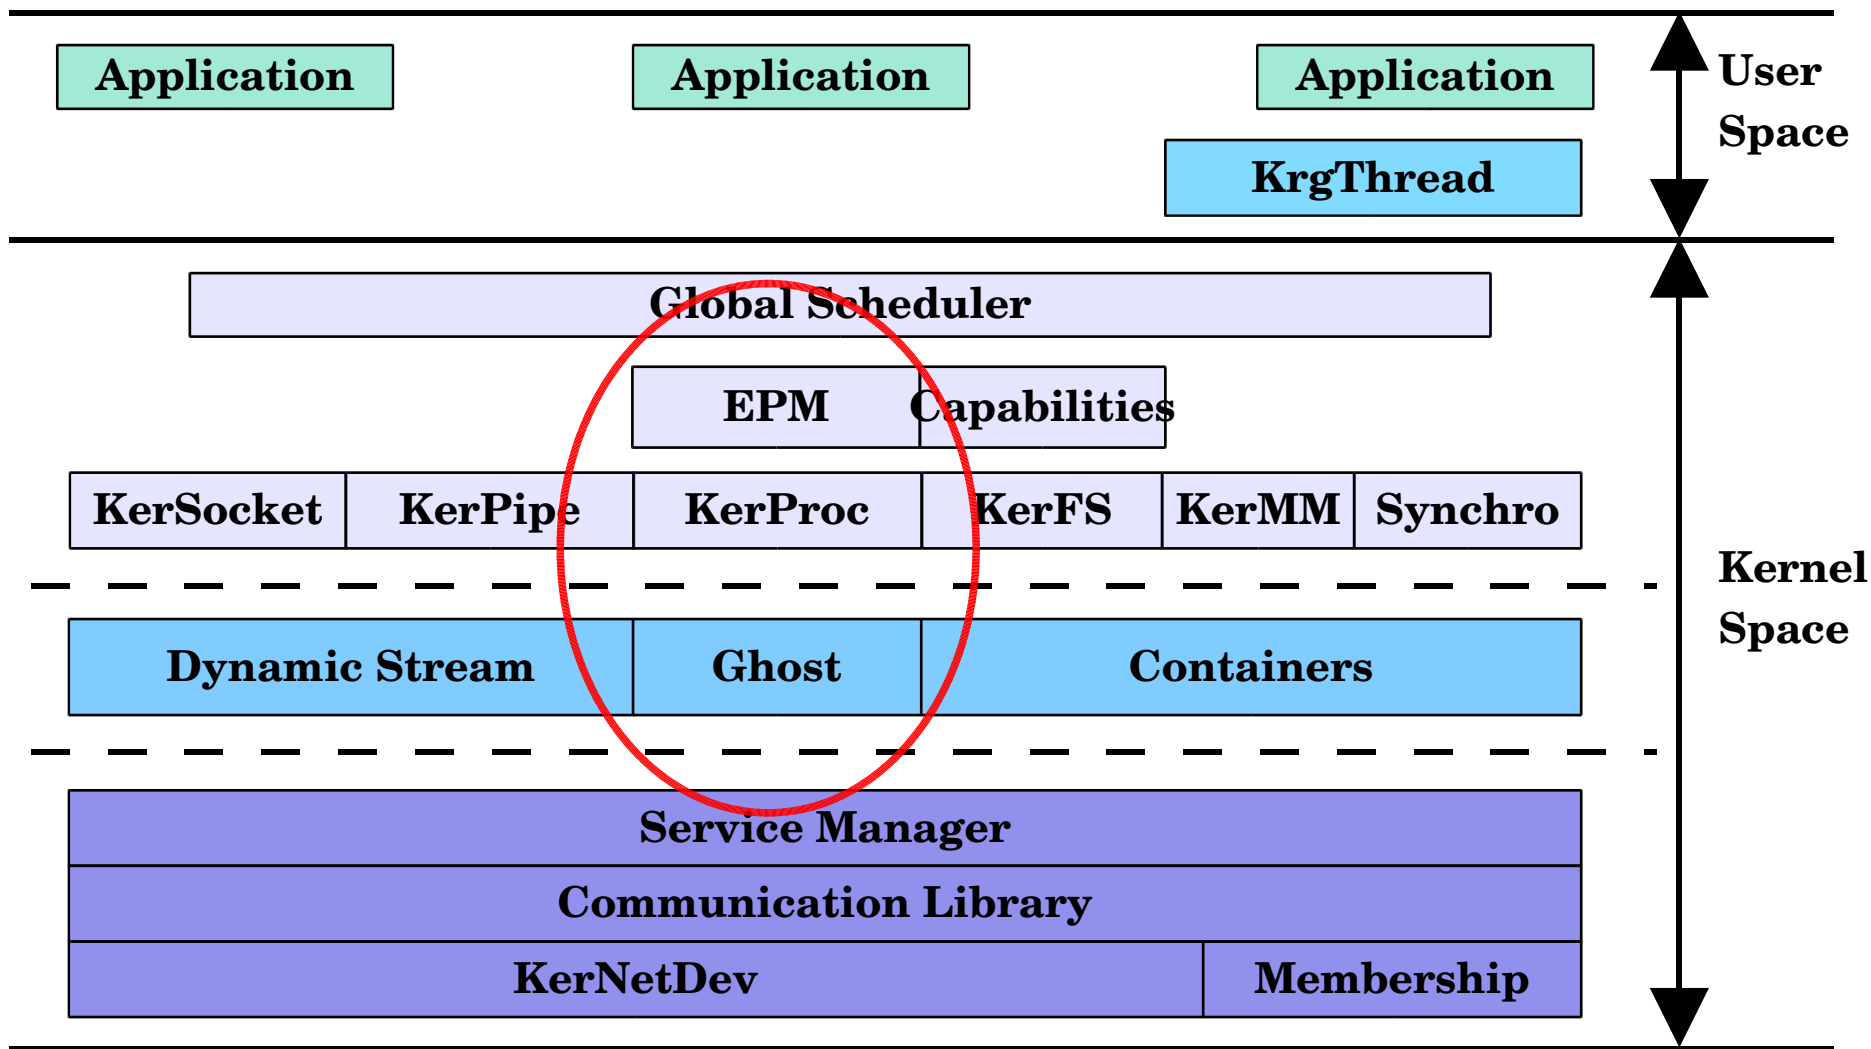 Application Application Application
User
Space
KrgThread
Global Scheduler
EPM Capabilities
KerSocket KerPipe KerProc KerFS KerMM Synchro
Kernel
Space
Dynamic Stream Ghost Containers
Service Manager
Communication Library
KerNetDev Membership